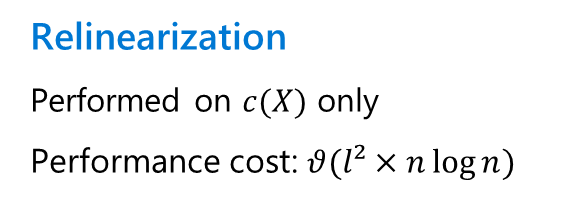 Relinearization
Performed on c(X) only
Performance cost: ϑ(l² × n log n)